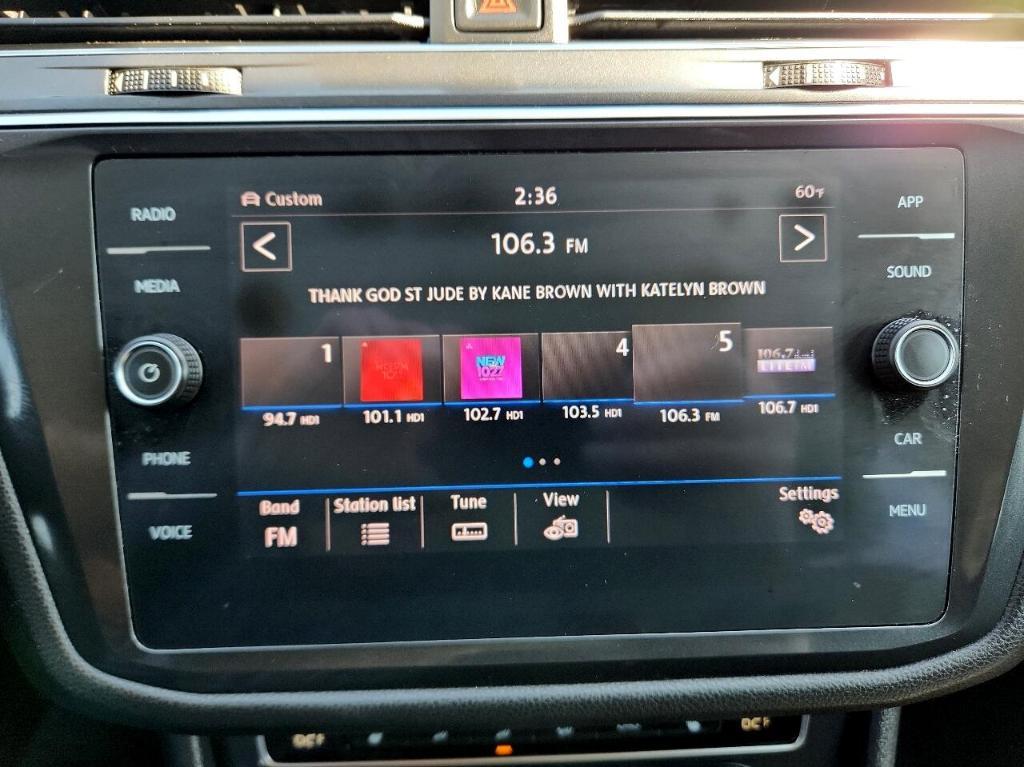 RADIO
MEDIA
PHONE
VOICE
Custom 2:36 60°F
< 106.3 FM >
THANK GOD ST JUDE BY KANE BROWN WITH KATELYN BROWN
1 4 5
NEW
102.7
106.7
LITE FM
94.7 HD1 101.1 HD1 102.7 HD1 103.5 HD1 106.3 FM 106.7 HD1
Band Station list Tune View Settings
FM
APP
SOUND
CAR
MENU
OFF OFF